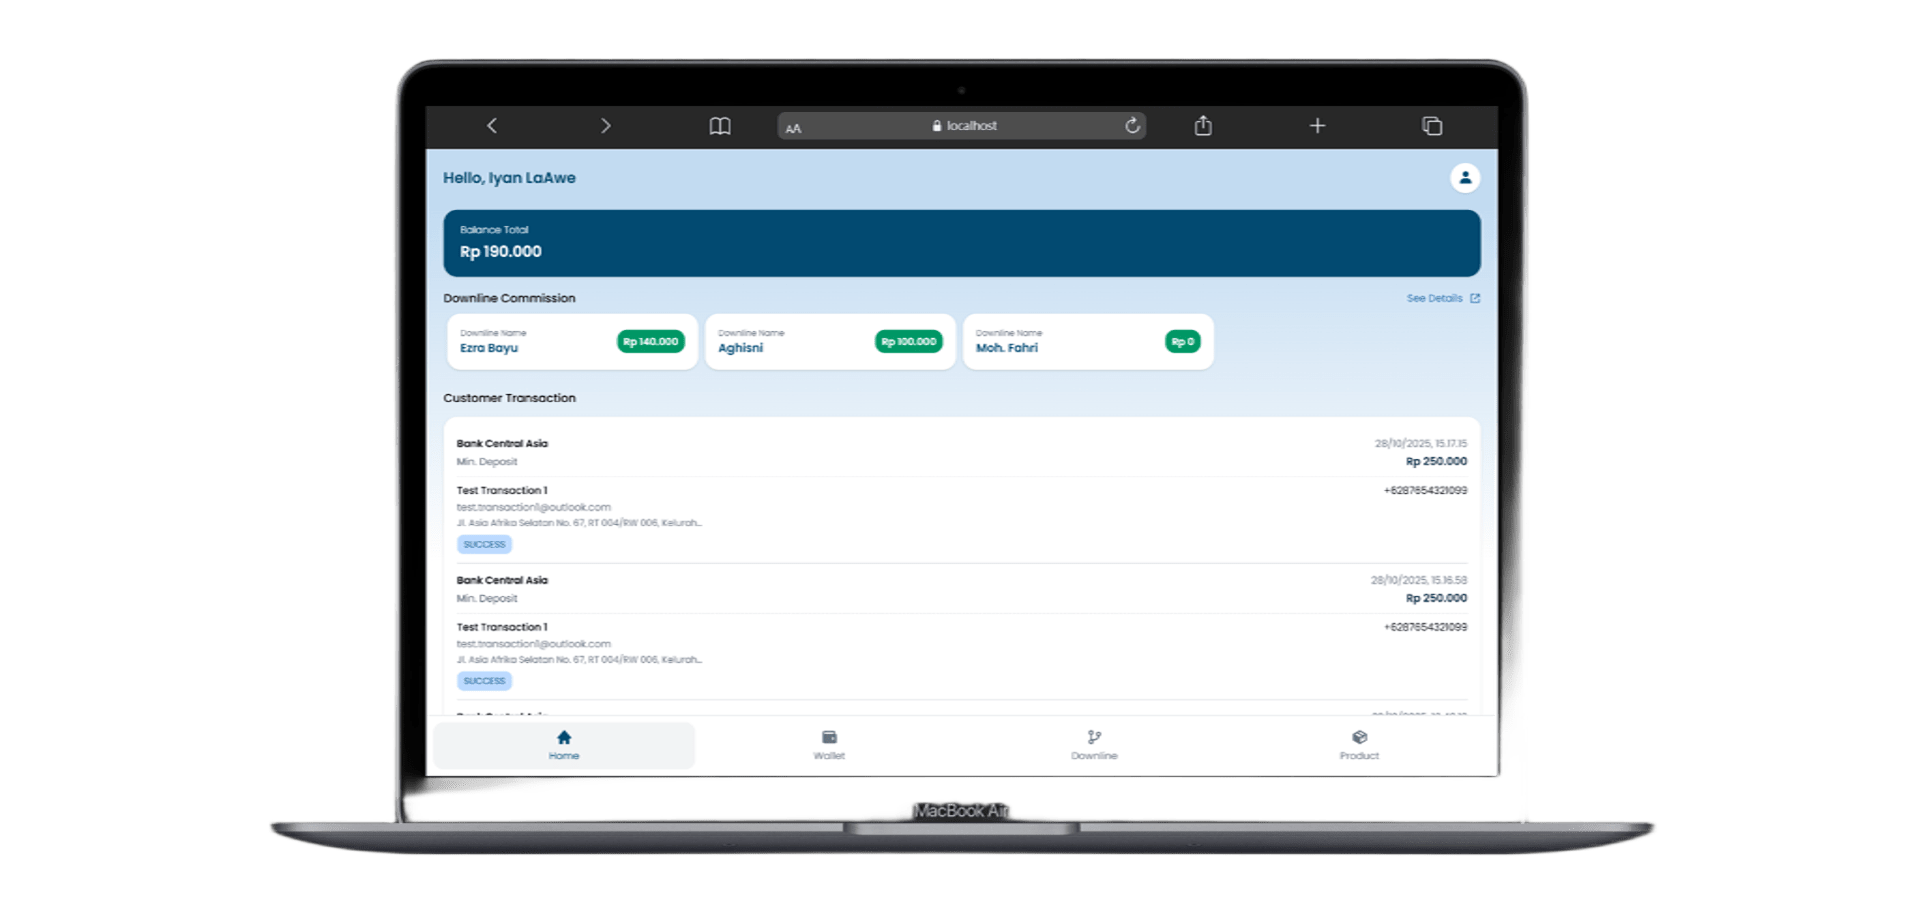 AA localhost
Hello, Iyan LaAwe
Balance Total
Rp 190.000
Downline Commission
See Details
Downline Name
Ezra Bayu
Rp 140.000
Downline Name
Aghisni
Rp 100.000
Downline Name
Moh. Fahri
Rp 0
Customer Transaction
Bank Central Asia
28/10/2025, 15.17.15
Min. Deposit
Rp 250.000
Test Transaction 1
+6287654321099
test.transaction1@outlook.com
Jl. Asia Afrika Selatan No. 67, RT 004/RW 006, Kelurah...
SUCCESS
Bank Central Asia
28/10/2025, 15.16.58
Min. Deposit
Rp 250.000
Test Transaction 1
+6287654321099
test.transaction1@outlook.com
Jl. Asia Afrika Selatan No. 67, RT 004/RW 006, Kelurah...
SUCCESS
Home
Wallet
Downline
Product
MacBook Air